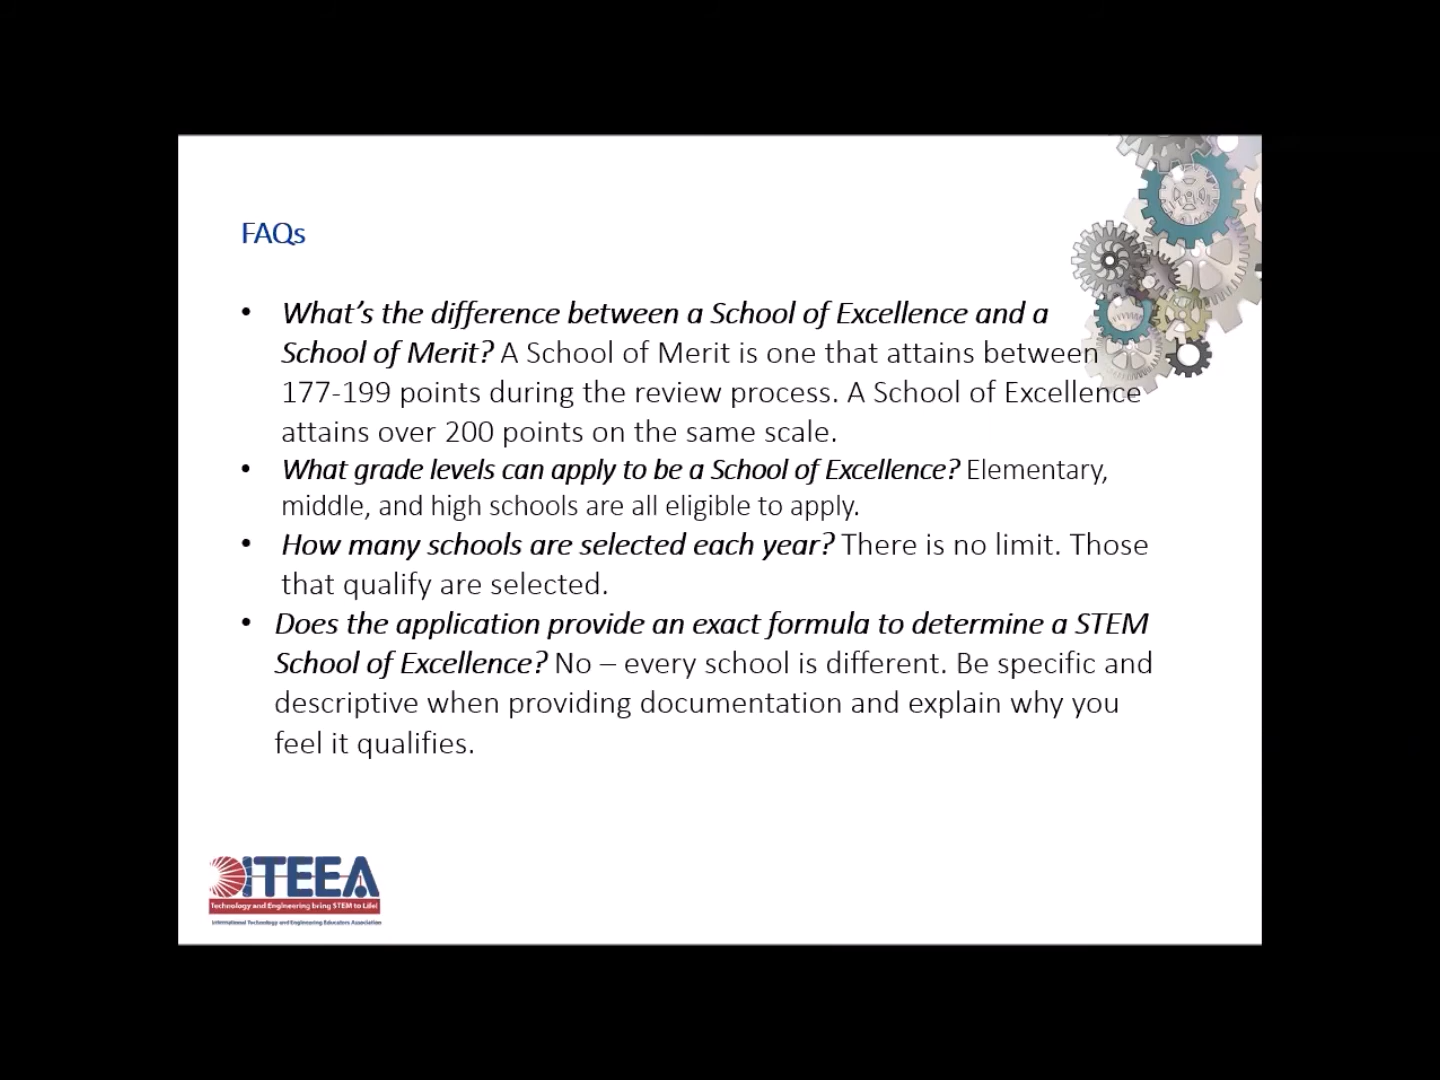 FAQs
• What’s the difference between a School of Excellence and a
School of Merit? A School of Merit is one that attains between
177-199 points during the review process. A School of Excellence
attains over 200 points on the same scale.
• What grade levels can apply to be a School of Excellence? Elementary,
middle, and high schools are all eligible to apply.
• How many schools are selected each year? There is no limit. Those
that qualify are selected.
• Does the application provide an exact formula to determine a STEM
School of Excellence? No – every school is different. Be specific and
descriptive when providing documentation and explain why you
feel it qualifies.
ITEEA
Technology and Engineering bring STEM to Life!
International Technology and Engineering Educators Association